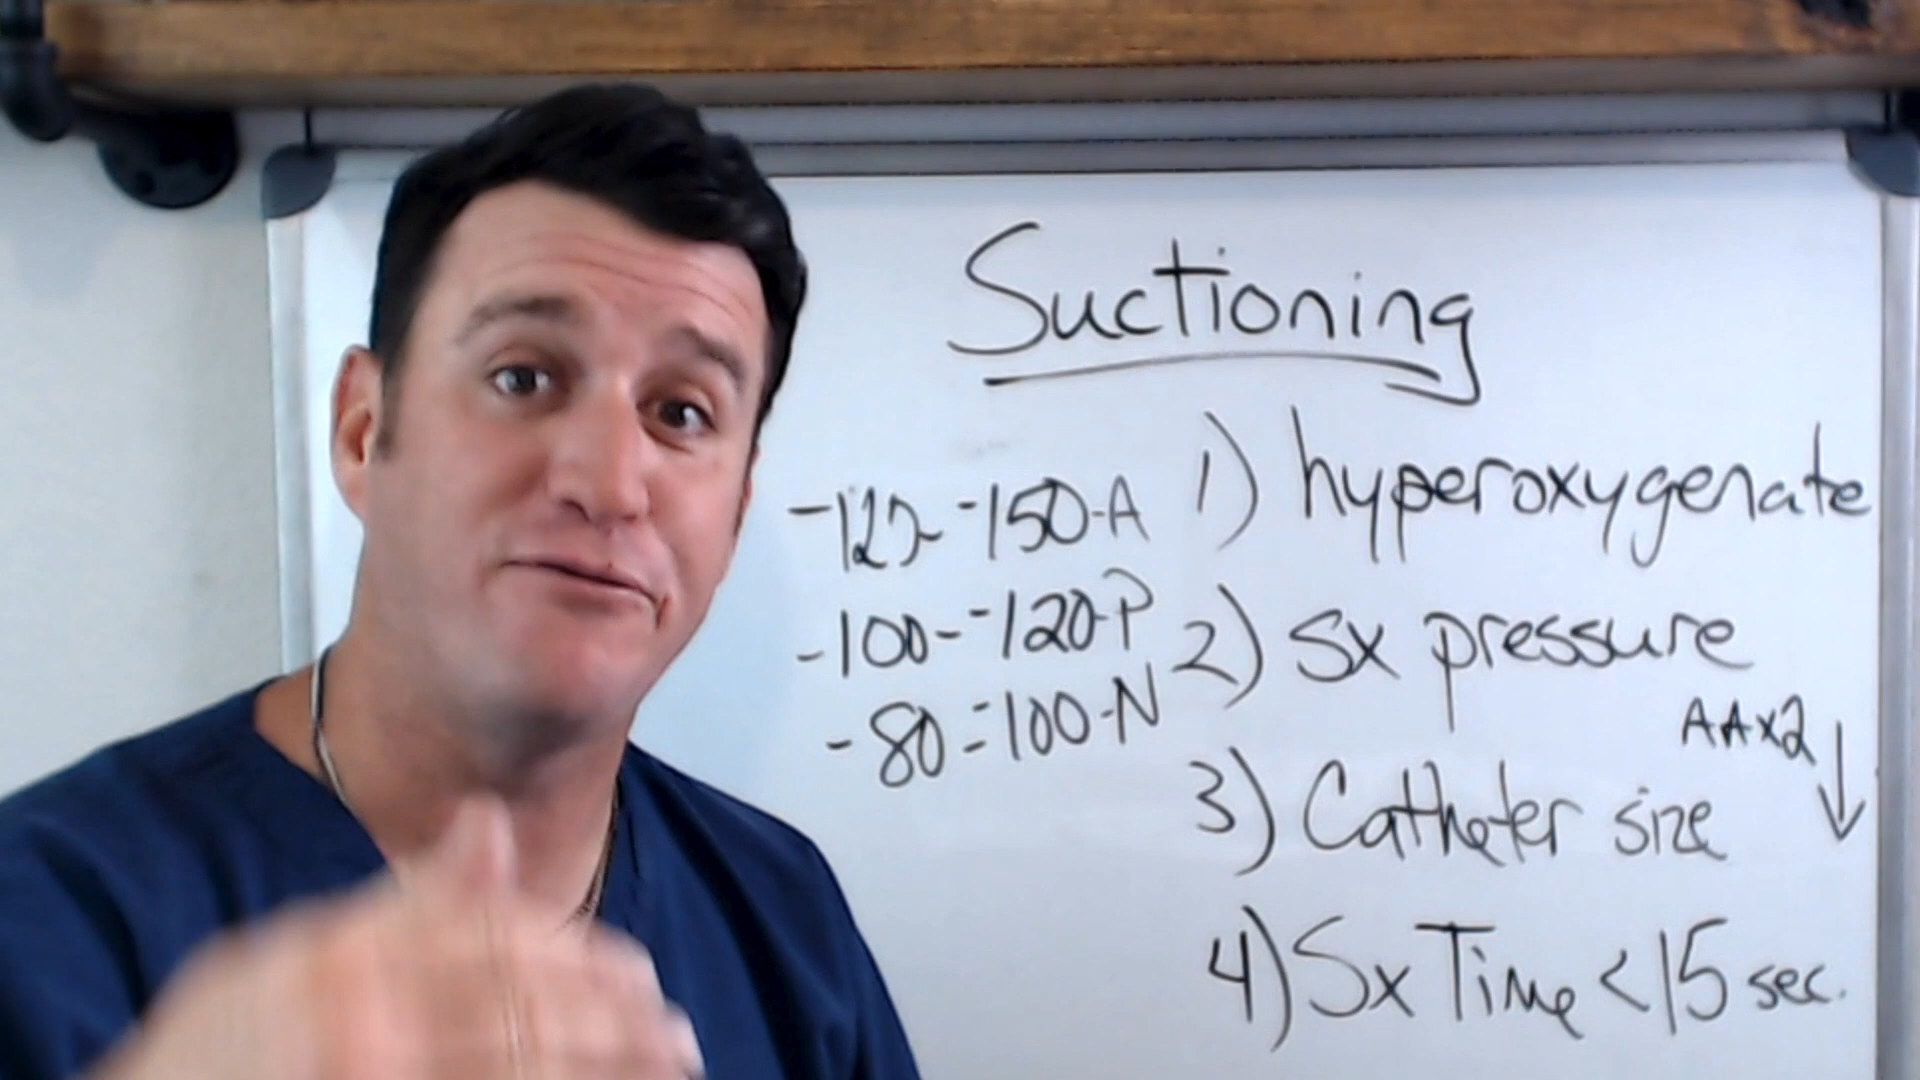 Suctioning
-120--150-A 1) hyperoxygenate
-100--120-P 2) Sx pressure
-80-100-N
AAx2 ↓
3) Catheter size
4) Sx Time <15 sec.